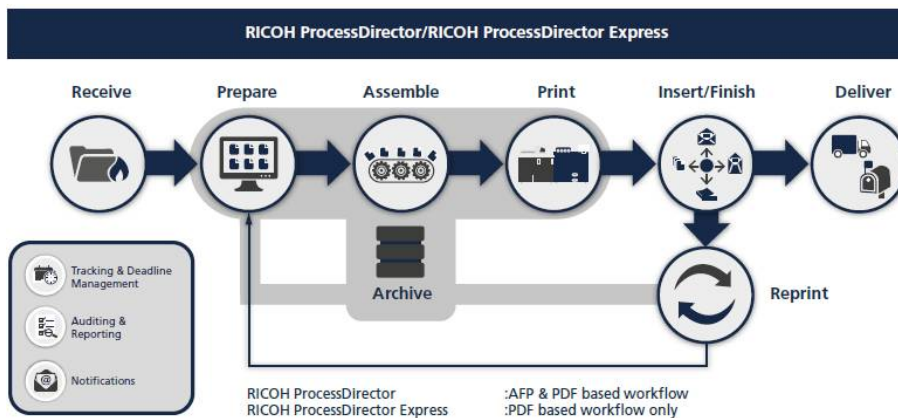 RICOH ProcessDirector/RICOH ProcessDirector Express
Receive
Prepare
Assemble
Print
Insert/Finish
Deliver
Tracking & Deadline
Management
Auditing &
Reporting
Notifications
Archive
Reprint
RICOH ProcessDirector :AFP & PDF based workflow
RICOH ProcessDirector Express :PDF based workflow only